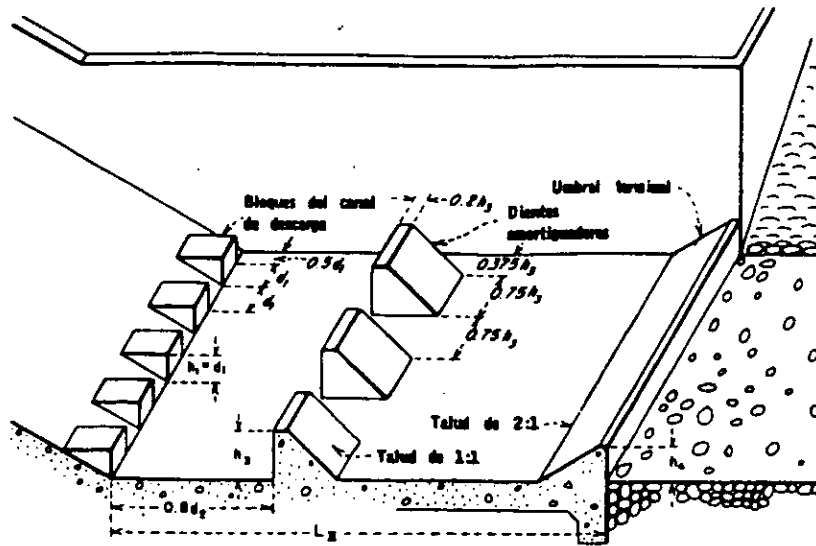 Bloques del canal
de descarga
0.2h₃
Dientes
amortiguadores
Umbral terminal
0.5d₁
d₁
d₁
0.375h₃
0.75h₃
0.75h₃
h₁ = d₁
Talud de 2:1
Talud de 1:1
h₃
h₄
0.8d₂
L_II